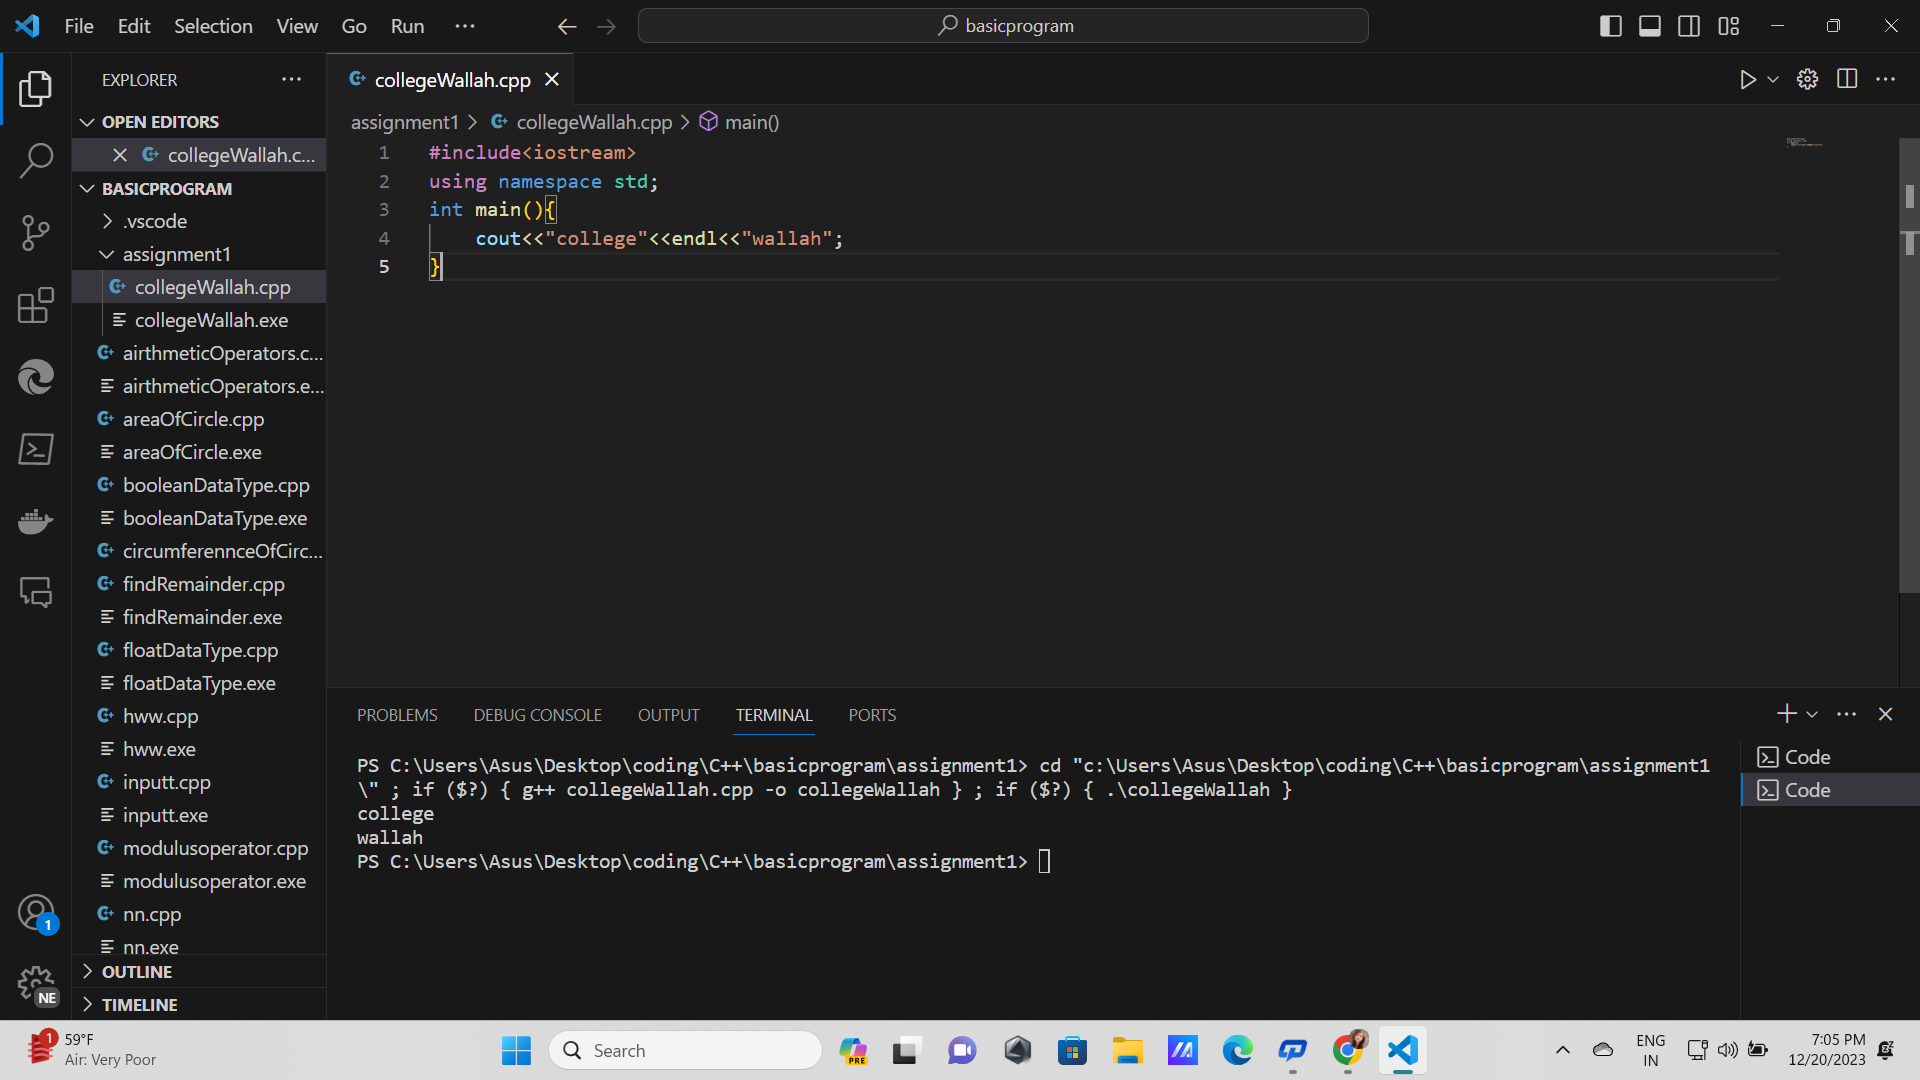 File Edit Selection View Go Run ···
basicprogram
EXPLORER ···
OPEN EDITORS
collegeWallah.c...
BASICPROGRAM
.vscode
assignment1
collegeWallah.cpp
collegeWallah.exe
airthmeticOperators.c...
airthmeticOperators.e...
areaOfCircle.cpp
areaOfCircle.exe
booleanDataType.cpp
booleanDataType.exe
circumferennceOfCirc...
findRemainder.cpp
findRemainder.exe
floatDataType.cpp
floatDataType.exe
hww.cpp
hww.exe
inputt.cpp
inputt.exe
modulusoperator.cpp
modulusoperator.exe
nn.cpp
nn.exe
OUTLINE
TIMELINE
1
NE
collegeWallah.cpp
assignment1 > collegeWallah.cpp > main()
1 #include<iostream>
2 using namespace std;
3 int main(){
4 cout<<"college"<<endl<<"wallah";
5 }
PROBLEMS DEBUG CONSOLE OUTPUT TERMINAL PORTS
PS C:\Users\Asus\Desktop\coding\C++\basicprogram\assignment1> cd "c:\Users\Asus\Desktop\coding\C++\basicprogram\assignment1
\" ; if ($?) { g++ collegeWallah.cpp -o collegeWallah } ; if ($?) { .\collegeWallah }
college
wallah
PS C:\Users\Asus\Desktop\coding\C++\basicprogram\assignment1>
Code
Code
1
59°F
Air: Very Poor
Search
PRE
ENG
IN
7:05 PM
12/20/2023